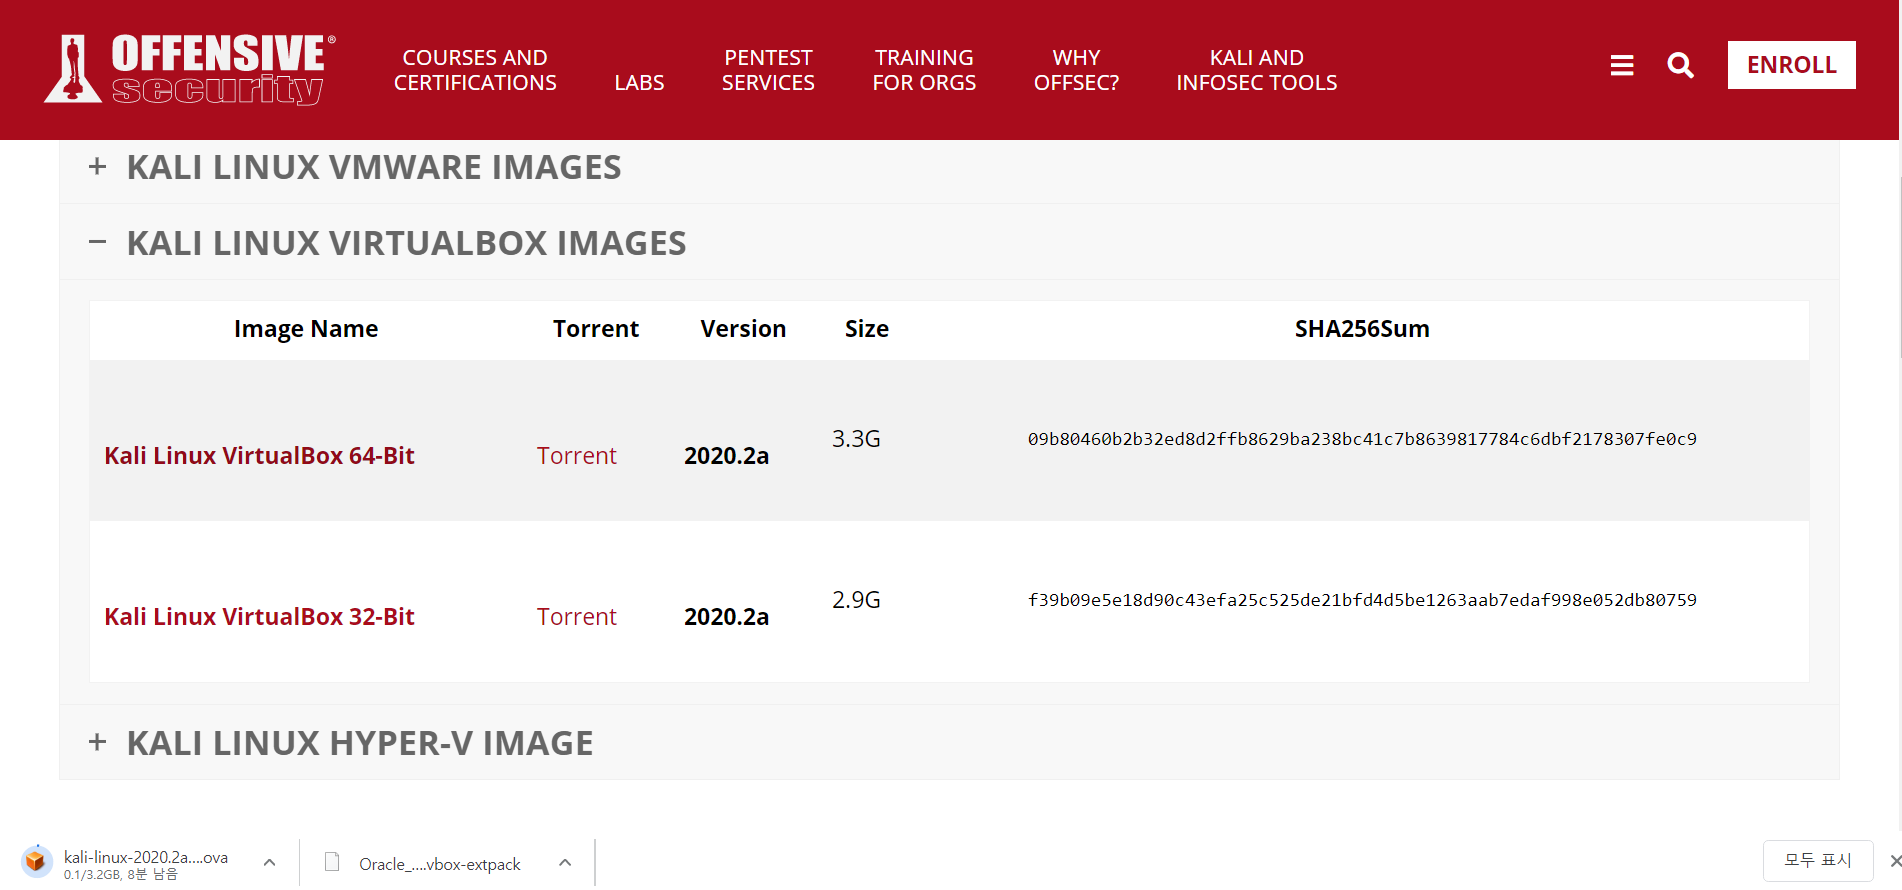 OFFENSIVE®
security
COURSES AND
CERTIFICATIONS
LABS
PENTEST
SERVICES
TRAINING
FOR ORGS
WHY
OFFSEC?
KALI AND
INFOSEC TOOLS
ENROLL
+ KALI LINUX VMWARE IMAGES
− KALI LINUX VIRTUALBOX IMAGES
Image Name Torrent Version Size SHA256Sum
Kali Linux VirtualBox 64-Bit Torrent 2020.2a 3.3G 09b80460b2b32ed8d2ffb8629ba238bc41c7b8639817784c6dbf2178307fe0c9
Kali Linux VirtualBox 32-Bit Torrent 2020.2a 2.9G f39b09e5e18d90c43efa25c525de21bfd4d5be1263aab7edaf998e052db80759
+ KALI LINUX HYPER-V IMAGE
kali-linux-2020.2a....ova
0.1/3.2GB, 8분 남음
Oracle_....vbox-extpack
모두 표시